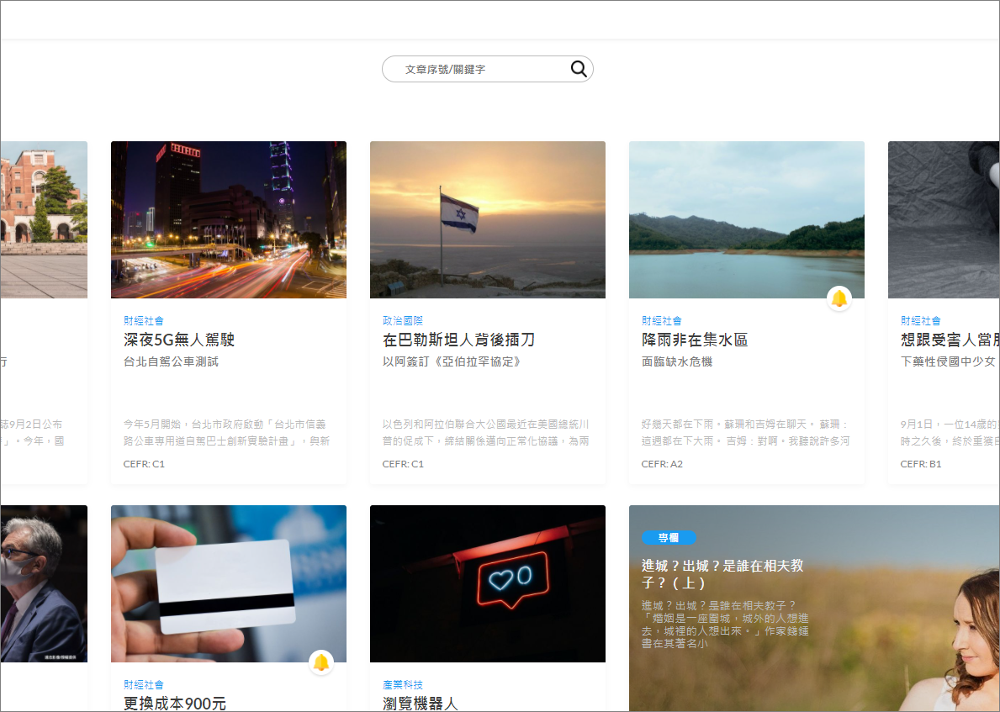 文章序號/關鍵字
財經社會
深夜5G無人駕駛
台北自駕公車測試
今年5月開始，台北市政府啟動「台北市信義
路公車專用道自駕巴士創新實驗計畫」，與新
CEFR: C1
政治國際
在巴勒斯坦人背後插刀
以阿簽訂《亞伯拉罕協定》
以色列和阿拉伯聯合大公國最近在美國總統川
普的促成下，締結關係邁向正常化協議，為兩
CEFR: C1
財經社會
降雨非在集水區
面臨缺水危機
好幾天都在下雨。蘇珊和吉姆在聊天。 蘇珊：
這週都在下大雨。 吉姆：對啊。我聽說許多河
CEFR: A2
財經社會
想跟受害人當朋
下藥性侵國中少女
9月1日，一位14歲的
時之久後，終於重獲自
CEFR: B1
行
誌9月2日公布
」。今年，國
財經社會
更換成本900元
產業科技
瀏覽機器人
0
專欄
進城？出城？是誰在相夫教
子？（上）
進城？出城？是誰在相夫教子？
「婚姻是一座圍城，城外的人想進
去，城裡的人想出來。」作家錢鍾
書在其著名小